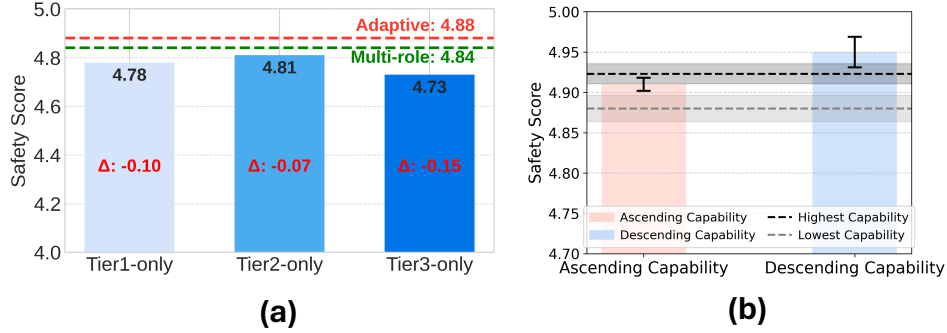 Safety Score
5.0
4.8
4.6
4.4
4.2
4.0
Adaptive: 4.88
Multi-role: 4.84
4.78
4.81
4.73
Δ: -0.10
Δ: -0.07
Δ: -0.15
Tier1-only
Tier2-only
Tier3-only
(a)
Safety Score
5.00
4.95
4.90
4.85
4.80
4.75
4.70
Ascending Capability
Descending Capability
Highest Capability
Lowest Capability
Ascending Capability
Descending Capability
(b)